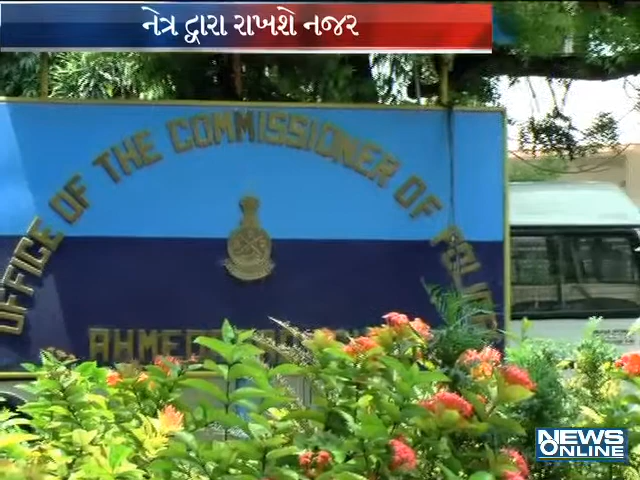 નેત્ર દ્વારા રાખશે નજર
OFFICE OF THE COMMISSIONER OF
NEWS
ONLINE